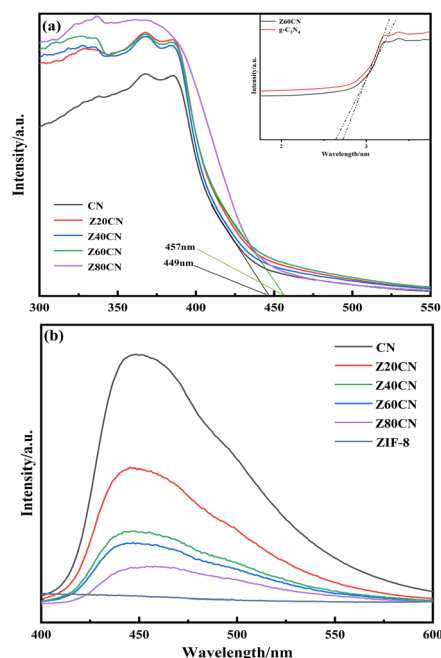 (a)
Intensity/a.u.
Z60CN
g-C₃N₄
2
3
Wavelength/nm
CN
Z20CN
Z40CN
Z60CN
Z80CN
457nm
449nm
300
350
400
450
500
550
(b)
Intensity/a.u.
CN
Z20CN
Z40CN
Z60CN
Z80CN
ZIF-8
400
450
500
550
600
Wavelength/nm